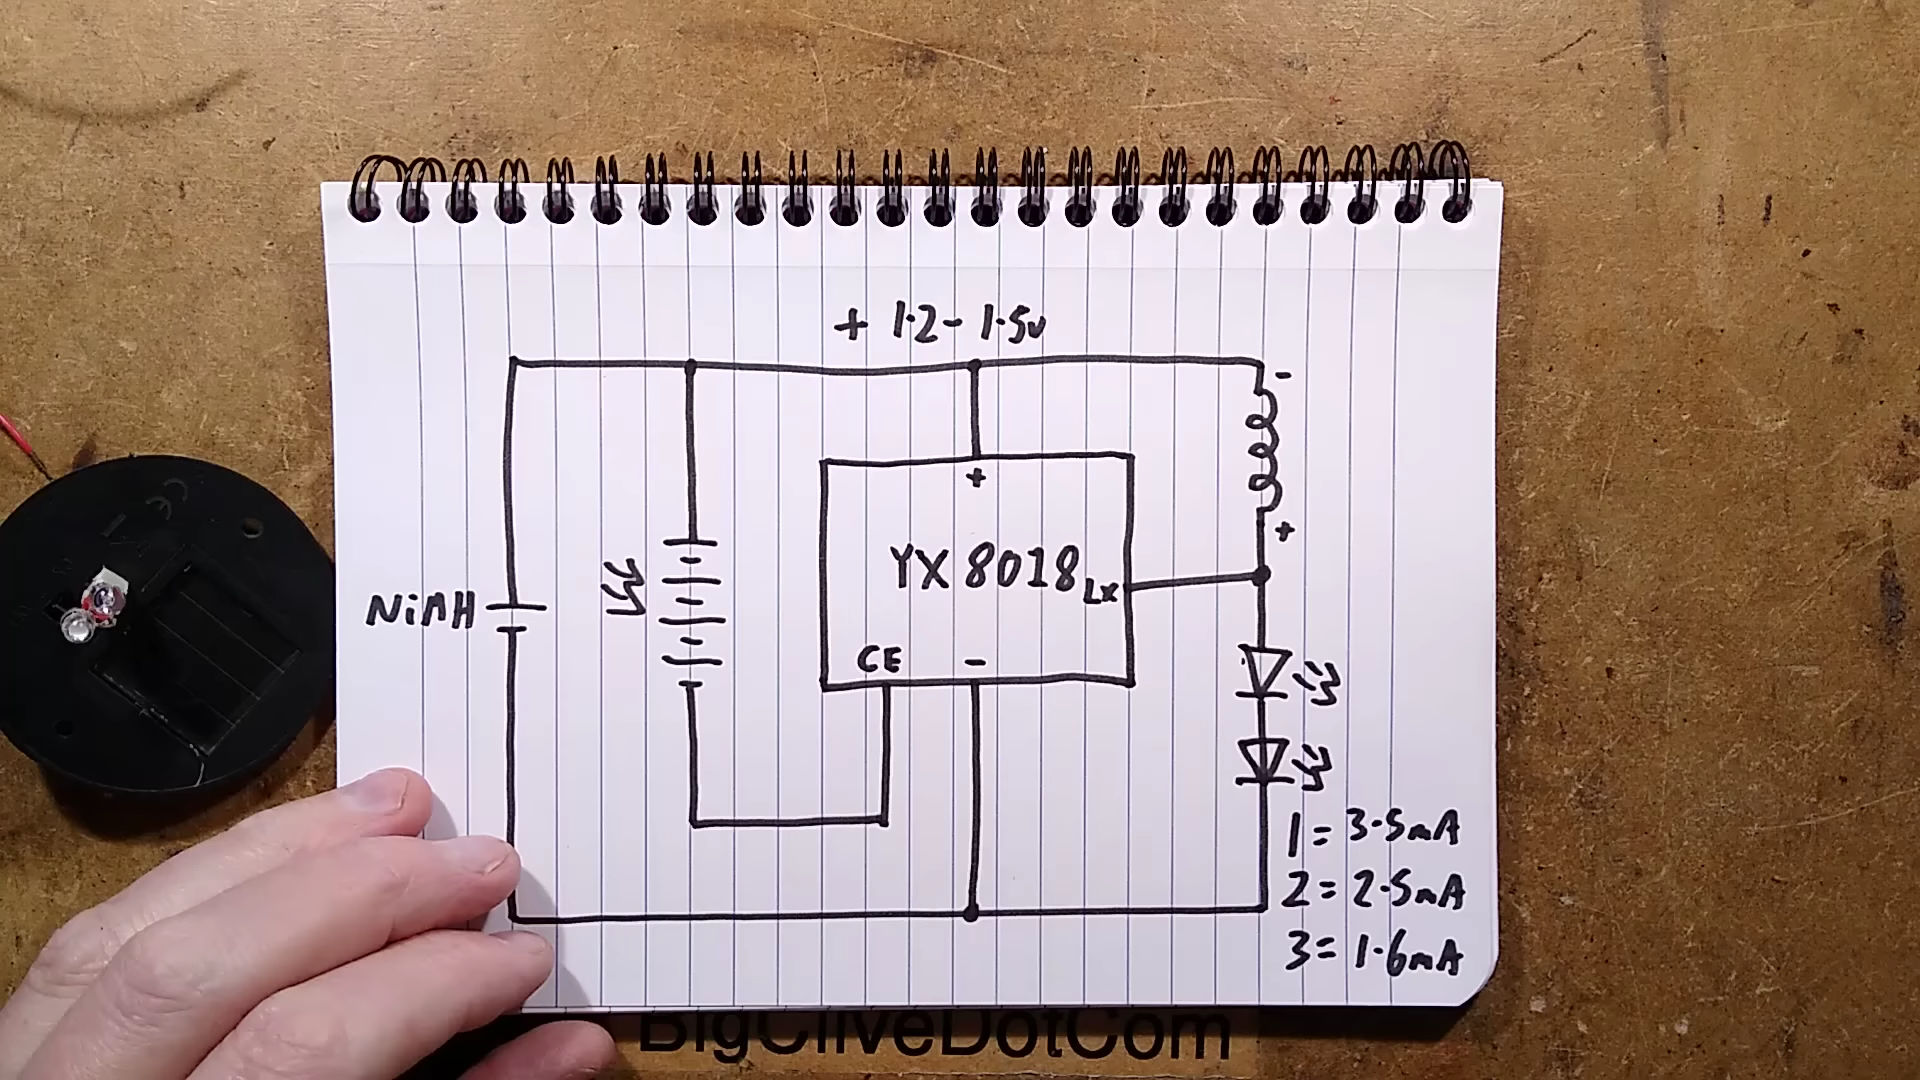 + 1.2 - 1.5v
-
+
+
YX 8018
LX
NiMH
CE
-
1 = 3.5mA
2 = 2.5mA
3 = 1.6mA
BigCliveDotCom